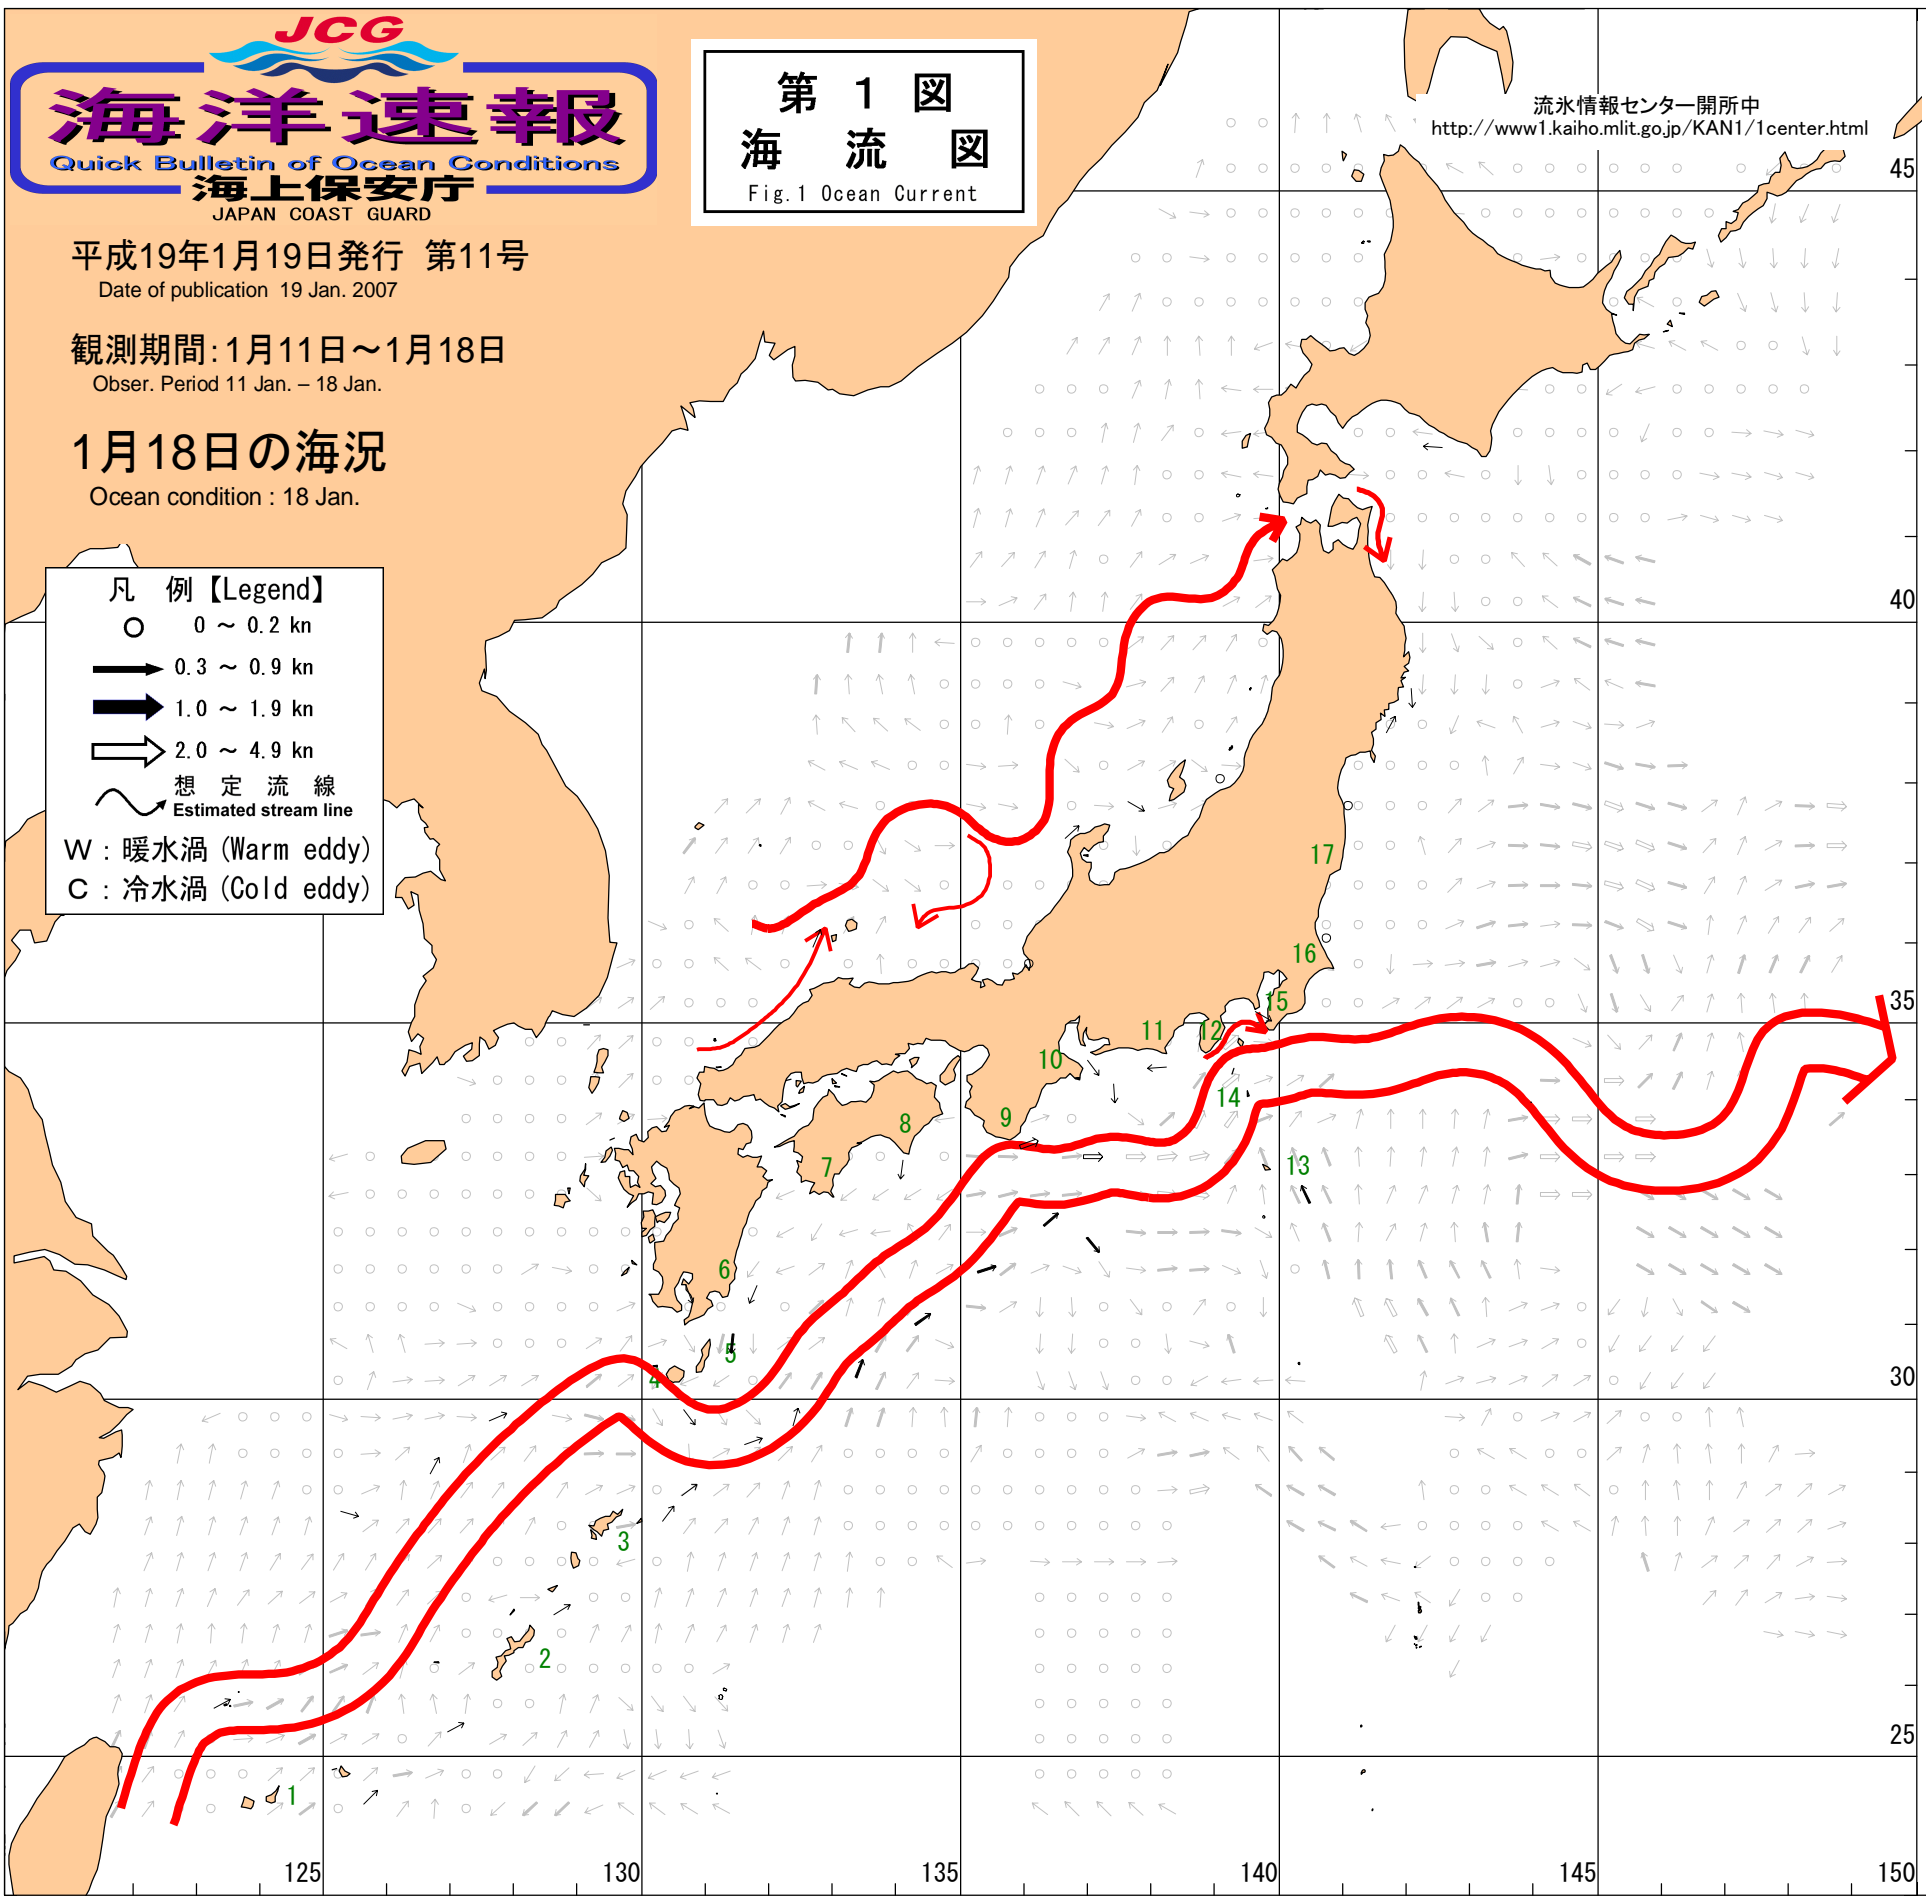 JCG
海洋速報
Quick Bulletin of Ocean Conditions
海上保安庁
JAPAN COAST GUARD
平成19年1月19日発行 第11号
Date of publication 19 Jan. 2007
観測期間:1月11日～1月18日
Obser. Period 11 Jan. – 18 Jan.
1月18日の海況
Ocean condition : 18 Jan.
第 1 図
海 流 図
Fig.1 Ocean Current
流氷情報センター開所中
http://www1.kaiho.mlit.go.jp/KAN1/1center.html
凡 例【Legend】
0 ～ 0.2 kn
0.3 ～ 0.9 kn
1.0 ～ 1.9 kn
2.0 ～ 4.9 kn
想 定 流 線
Estimated stream line
W : 暖水渦 (Warm eddy)
C : 冷水渦 (Cold eddy)
45
40
35
30
25
17
16
15
12
11
10
14
9
8
7
13
6
5
4
3
2
1
125
130
135
140
145
150